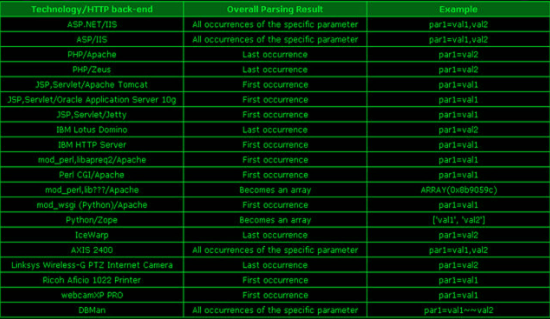 Technology/HTTP back-end Overall Parsing Result Example
ASP.NET/IIS All occurrences of the specific parameter par1=val1,val2
ASP/IIS All occurrences of the specific parameter par1=val1,val2
PHP/Apache Last occurrence par1=val2
PHP/Zeus Last occurrence par1=val2
JSP,Servlet/Apache Tomcat First occurrence par1=val1
JSP,Servlet/Oracle Application Server 10g First occurrence par1=val1
JSP,Servlet/Jetty First occurrence par1=val1
IBM Lotus Domino Last occurrence par1=val2
IBM HTTP Server First occurrence par1=val1
mod_perl,libapreq2/Apache First occurrence par1=val1
Perl CGI/Apache First occurrence par1=val1
mod_perl,lib???/Apache Becomes an array ARRAY(0x8b9059c)
mod_wsgi (Python)/Apache First occurrence par1=val1
Python/Zope Becomes an array ['val1', 'val2']
IceWarp Last occurrence par1=val2
AXIS 2400 All occurrences of the specific parameter par1=val1,val2
Linksys Wireless-G PTZ Internet Camera Last occurrence par1=val2
Ricoh Aficio 1022 Printer First occurrence par1=val1
webcamXP PRO First occurrence par1=val1
DBMan All occurrences of the specific parameter par1=val1~~val2